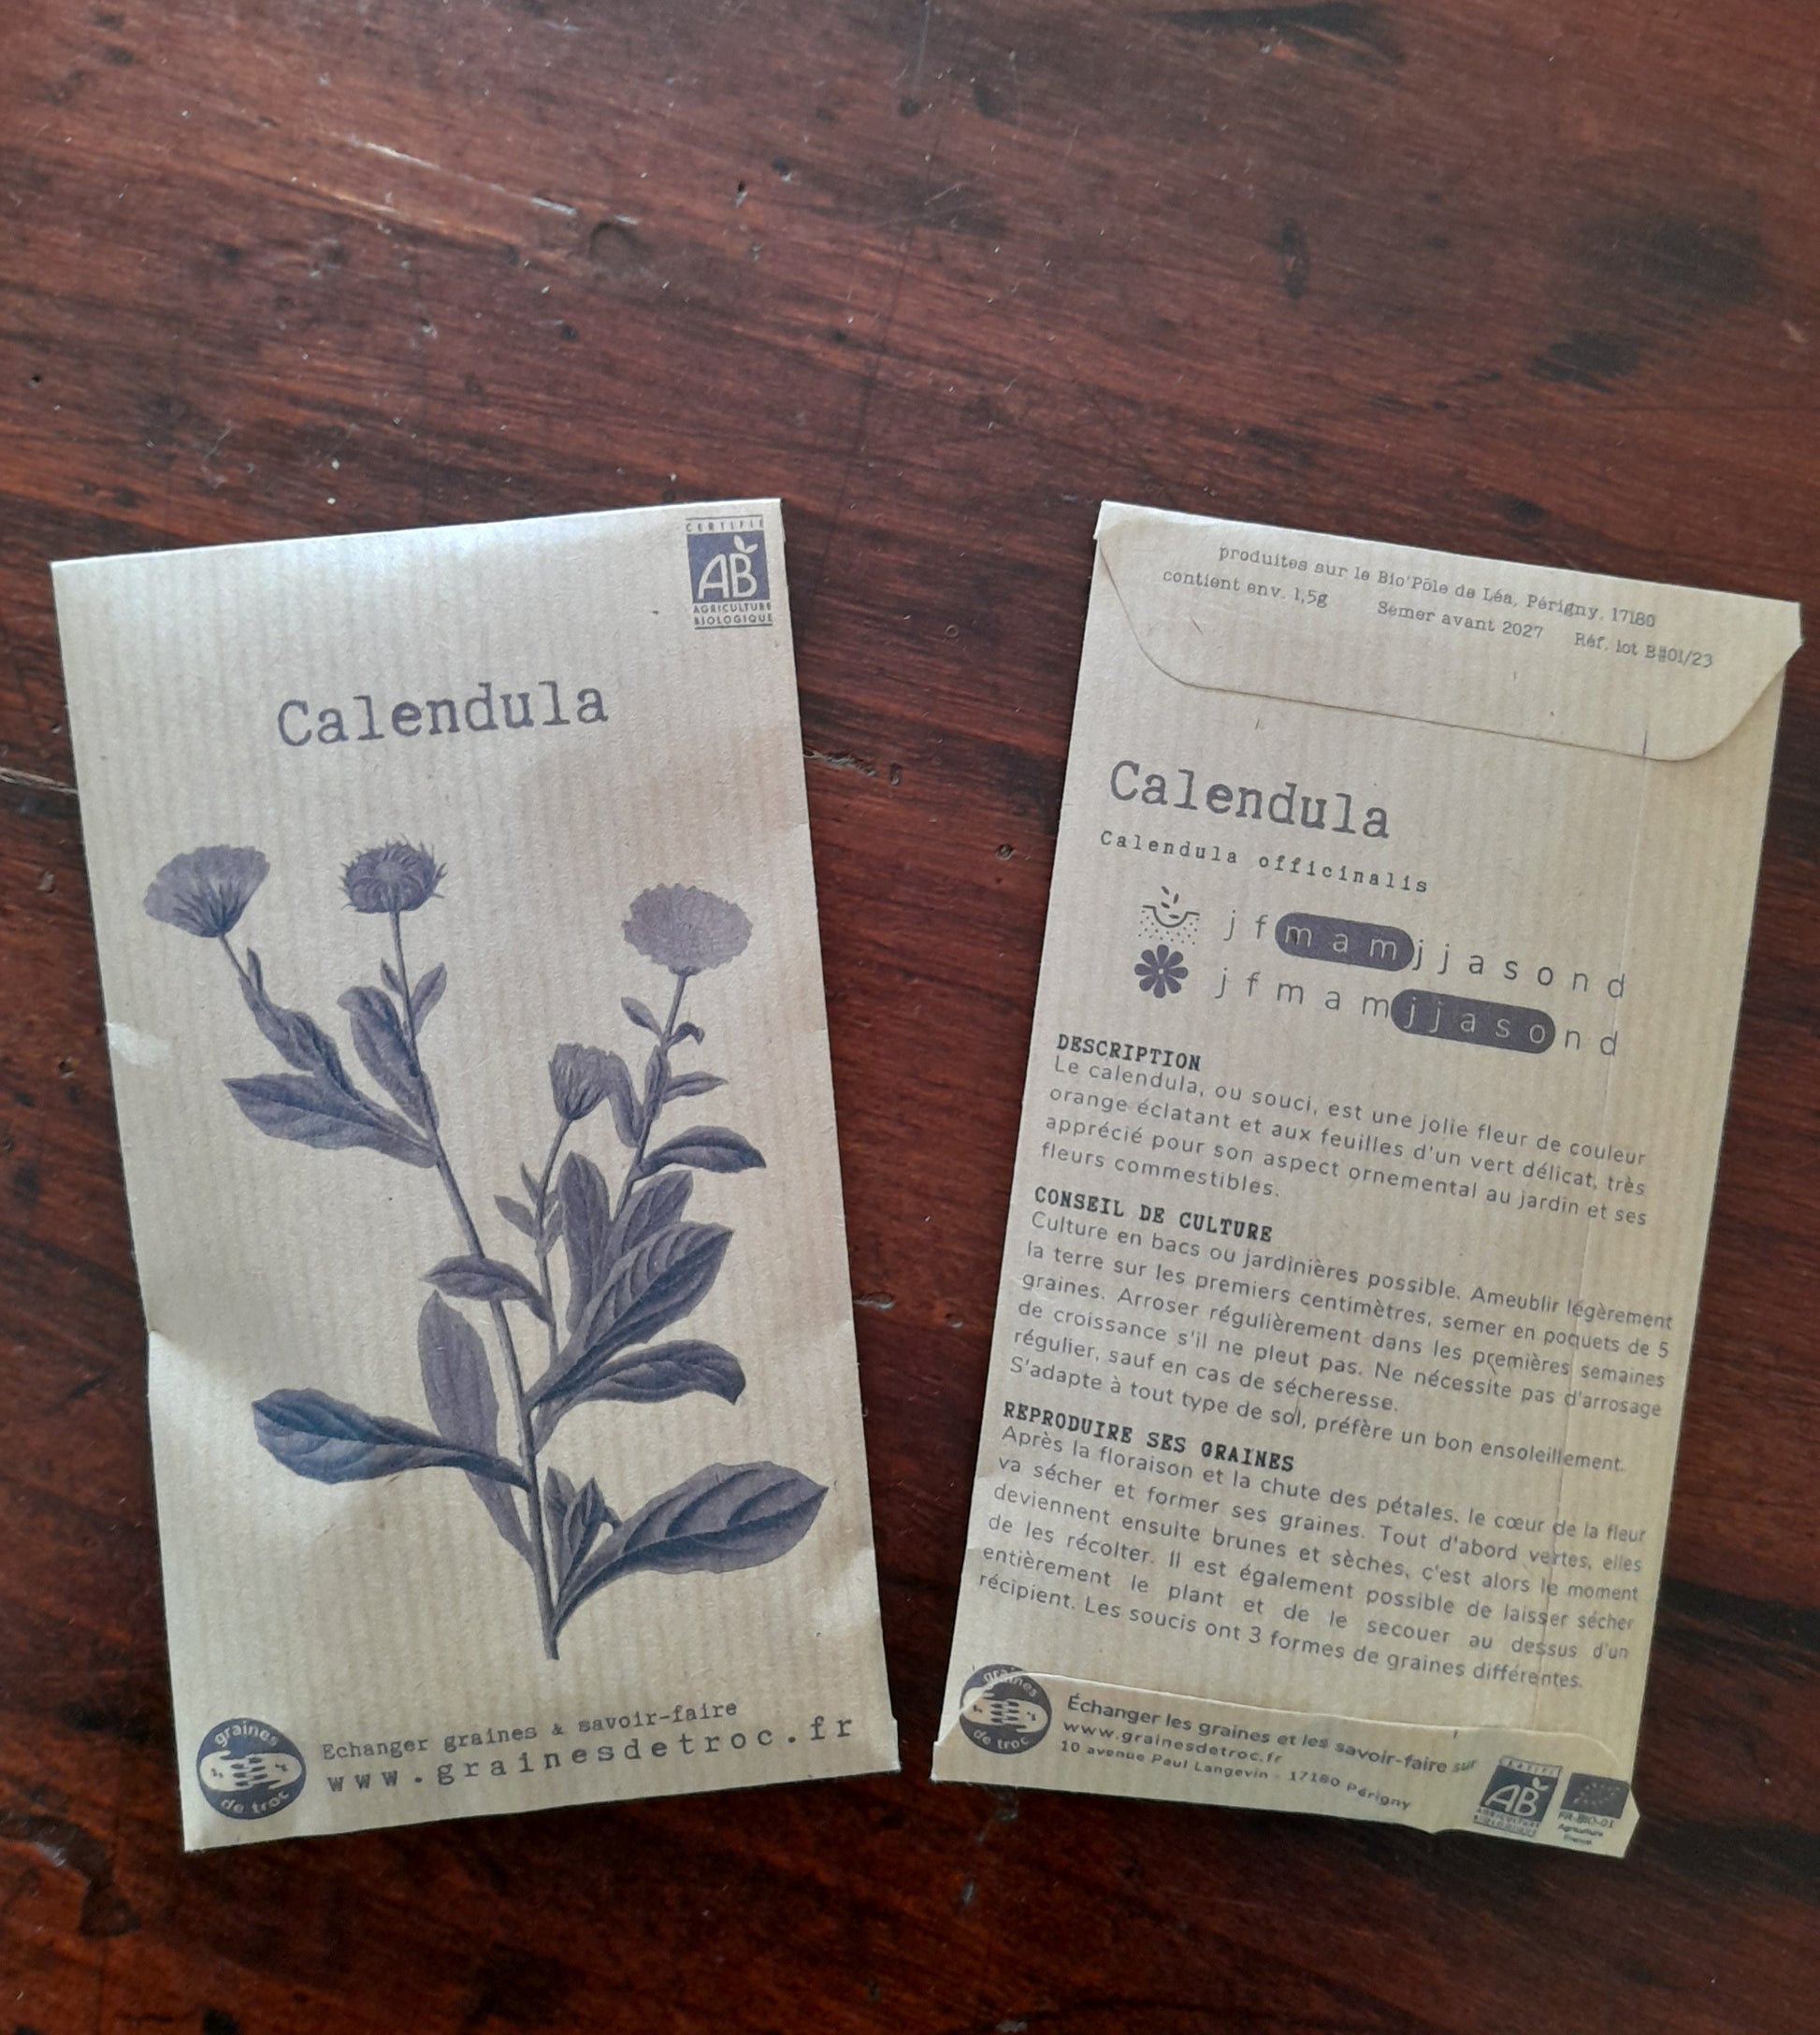 CERTIFIÉ
AB
AGRICULTURE
BIOLOGIQUE
Calendula
graines
de troc
Echanger graines & savoir-faire
www.grainesdetroc.fr
produites sur le Bio'Pôle de Léa, Périgny, 17180
contient env. 1,5g Semer avant 2027 Réf. lot B#01/23
Calendula
Calendula officinalis
j f m a m j j a s o n d
j f m a m j j a s o n d
DESCRIPTION
Le calendula, ou souci, est une jolie fleur de couleur
orange éclatant et aux feuilles d'un vert délicat, très
apprécié pour son aspect ornemental au jardin et ses
fleurs commestibles.
CONSEIL DE CULTURE
Culture en bacs ou jardinières possible. Ameublir légèrement
la terre sur les premiers centimètres, semer en poquets de 5
graines. Arroser régulièrement dans les premières semaines
de croissance s'il ne pleut pas. Ne nécessite pas d'arrosage
régulier, sauf en cas de sécheresse.
S'adapte à tout type de sol, préfère un bon ensoleillement.
REPRODUIRE SES GRAINES
Après la floraison et la chute des pétales, le cœur de la fleur
va sécher et former ses graines. Tout d'abord vertes, elles
deviennent ensuite brunes et sèches, c'est alors le moment
de les récolter. Il est également possible de laisser sécher
entièrement le plant et de le secouer au dessus d'un
récipient. Les soucis ont 3 formes de graines différentes.
graines
de troc
Échanger les graines et les savoir-faire sur
www.grainesdetroc.fr
10 avenue Paul Langevin - 17180 Périgny
CERTIFIÉ
AB
AGRICULTURE
BIOLOGIQUE
FR-BIO-01
Agriculture
France